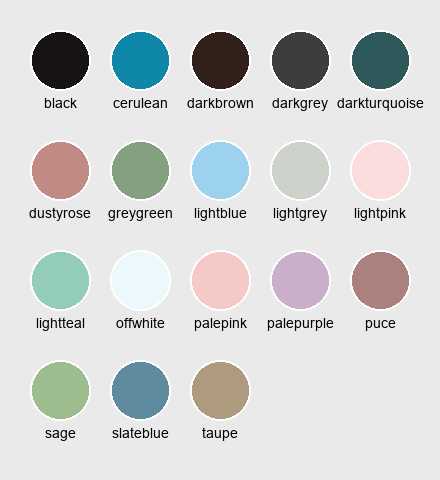 black cerulean darkbrown darkgrey darkturquoise
dustyrose greygreen lightblue lightgrey lightpink
lightteal offwhite palepink palepurple puce
sage slateblue taupe